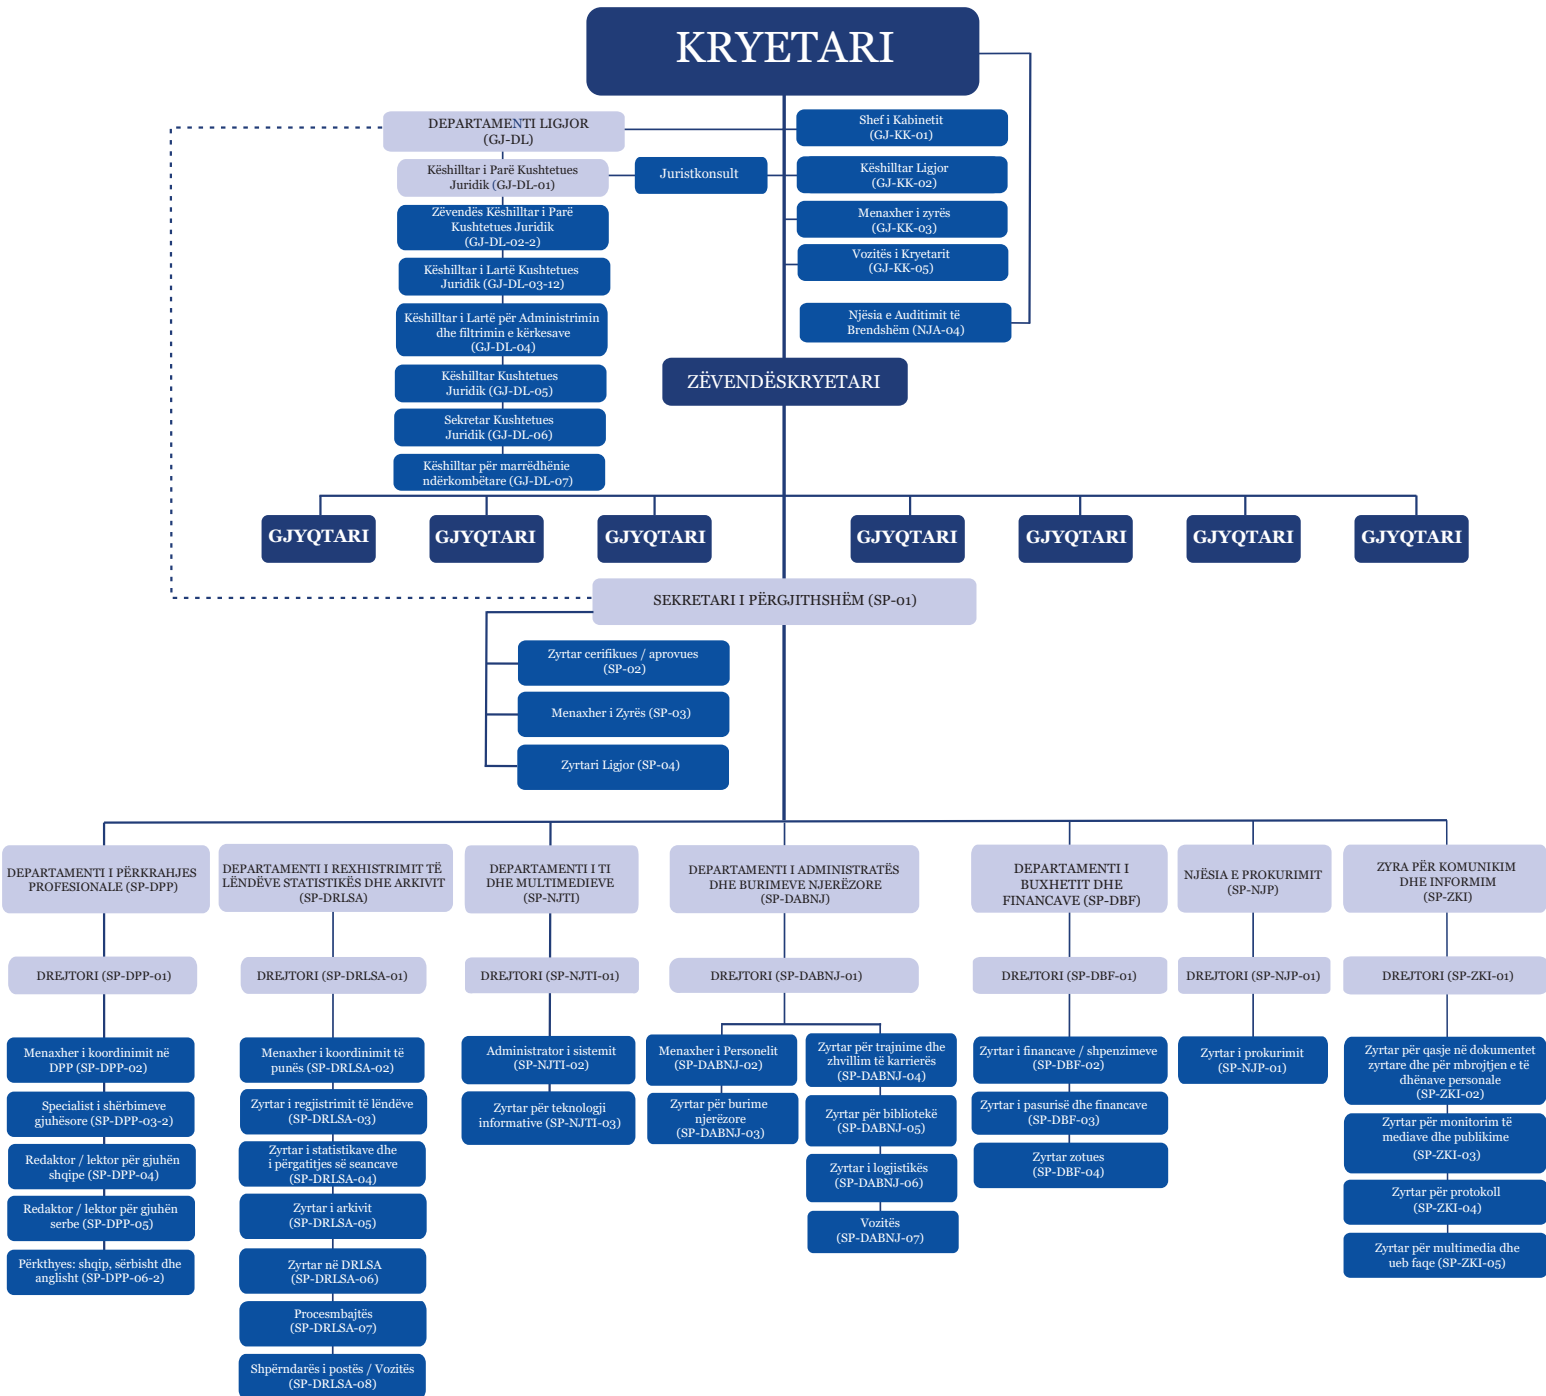 KRYETARI
DEPARTAMENTI LIGJOR
(GJ-DL)
Këshilltar i Parë Kushtetues
Juridik (GJ-DL-01)
Juristkonsult
Zëvendës Këshilltar i Parë
Kushtetues Juridik
(GJ-DL-02-2)
Këshilltar i Lartë Kushtetues
Juridik (GJ-DL-03-12)
Këshilltar i Lartë për Administrimin
dhe filtrimin e kërkesave
(GJ-DL-04)
Këshilltar Kushtetues
Juridik (GJ-DL-05)
Sekretar Kushtetues
Juridik (GJ-DL-06)
Këshilltar për marrëdhënie
ndërkombëtare (GJ-DL-07)
Shef i Kabinetit
(GJ-KK-01)
Këshilltar Ligjor
(GJ-KK-02)
Menaxher i zyrës
(GJ-KK-03)
Vozitës i Kryetarit
(GJ-KK-05)
Njësia e Auditimit të
Brendshëm (NJA-04)
ZËVENDËSKRYETARI
GJYQTARI
GJYQTARI
GJYQTARI
GJYQTARI
GJYQTARI
GJYQTARI
GJYQTARI
SEKRETARI I PËRGJITHSHËM (SP-01)
Zyrtar cerifikues / aprovues
(SP-02)
Menaxher i Zyrës (SP-03)
Zyrtari Ligjor (SP-04)
DEPARTAMENTI I PËRKRAHJES
PROFESIONALE (SP-DPP)
DREJTORI (SP-DPP-01)
Menaxher i koordinimit në
DPP (SP-DPP-02)
Specialist i shërbimeve
gjuhësore (SP-DPP-03-2)
Redaktor / lektor për gjuhën
shqipe (SP-DPP-04)
Redaktor / lektor për gjuhën
serbe (SP-DPP-05)
Përkthyes: shqip, sërbisht dhe
anglisht (SP-DPP-06-2)
DEPARTAMENTI I REXHISTRIMIT TË
LËNDËVE STATISTIKËS DHE ARKIVIT
(SP-DRLSA)
DREJTORI (SP-DRLSA-01)
Menaxher i koordinimit të
punës (SP-DRLSA-02)
Zyrtar i regjistrimit të lëndëve
(SP-DRLSA-03)
Zyrtar i statistikave dhe
i përgatitjes së seancave
(SP-DRLSA-04)
Zyrtar i arkivit
(SP-DRLSA-05)
Zyrtar në DRLSA
(SP-DRLSA-06)
Procesmbajtës
(SP-DRLSA-07)
Shpërndarës i postës / Vozitës
(SP-DRLSA-08)
DEPARTAMENTI I TI
DHE MULTIMEDIEVE
(SP-NJTI)
DREJTORI (SP-NJTI-01)
Administrator i sistemit
(SP-NJTI-02)
Zyrtar për teknologji
informative (SP-NJTI-03)
DEPARTAMENTI I ADMINISTRATËS
DHE BURIMEVE NJERËZORE
(SP-DABNJ)
DREJTORI (SP-DABNJ-01)
Menaxher i Personelit
(SP-DABNJ-02)
Zyrtar për burime
njerëzore
(SP-DABNJ-03)
Zyrtar për trajnime dhe
zhvillim të karrierës
(SP-DABNJ-04)
Zyrtar për bibliotekë
(SP-DABNJ-05)
Zyrtar i logjistikës
(SP-DABNJ-06)
Vozitës
(SP-DABNJ-07)
DEPARTAMENTI I
BUXHETIT DHE
FINANCAVE (SP-DBF)
DREJTORI (SP-DBF-01)
Zyrtar i financave / shpenzimeve
(SP-DBF-02)
Zyrtar i pasurisë dhe financave
(SP-DBF-03)
Zyrtar zotues
(SP-DBF-04)
NJËSIA E PROKURIMIT
(SP-NJP)
DREJTORI (SP-NJP-01)
Zyrtar i prokurimit
(SP-NJP-01)
ZYRA PËR KOMUNIKIM
DHE INFORMIM
(SP-ZKI)
DREJTORI (SP-ZKI-01)
Zyrtar për qasje në dokumentet
zyrtare dhe për mbrojtjen e të
dhënave personale
(SP-ZKI-02)
Zyrtar për monitorim të
mediave dhe publikime
(SP-ZKI-03)
Zyrtar për protokoll
(SP-ZKI-04)
Zyrtar për multimedia dhe
ueb faqe (SP-ZKI-05)